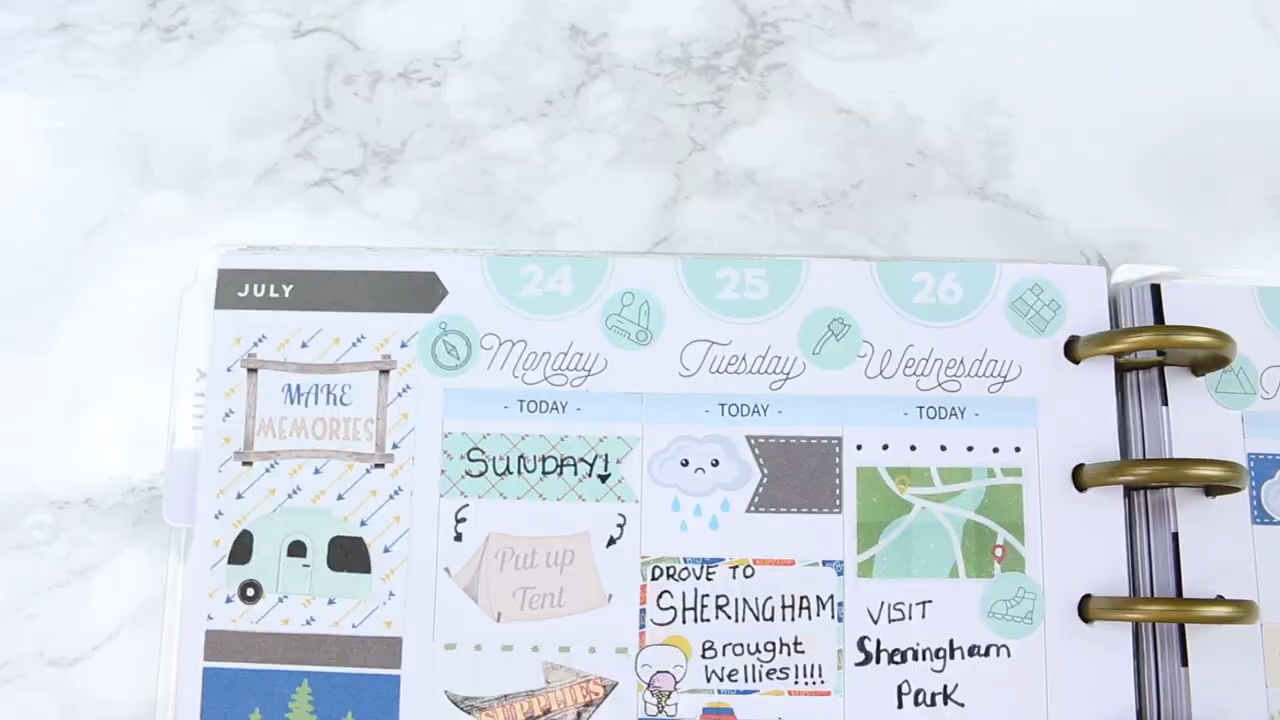 JULY
24
25
26
Monday
Tuesday
Wednesday
- TODAY -
- TODAY -
- TODAY -
MAKE
MEMORIES
SUNDAY!
Put up
Tent
SUPPLIES
DROVE TO
SHERINGHAM
Brought
Wellies!!!!
VISIT
Sheringham
Park